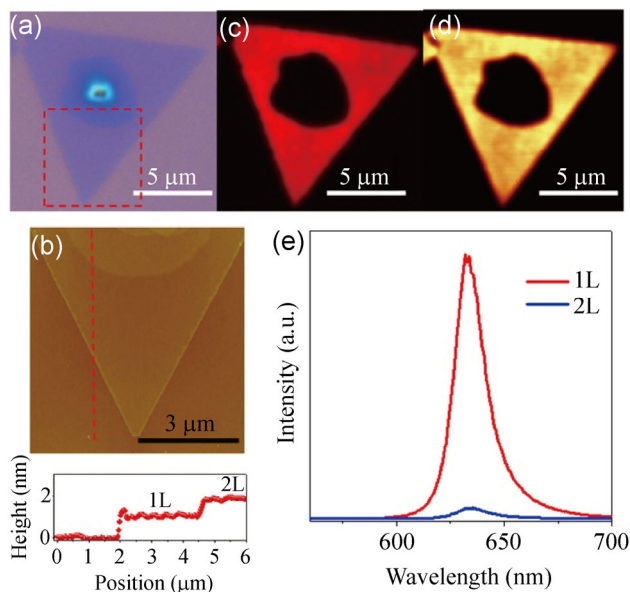 (a)
5 μm
(c)
5 μm
(d)
5 μm
(b)
3 μm
Height (nm)
2
0
1L
2L
0 1 2 3 4 5 6
Position (μm)
(e)
Intensity (a.u.)
1L
2L
600 650 700
Wavelength (nm)